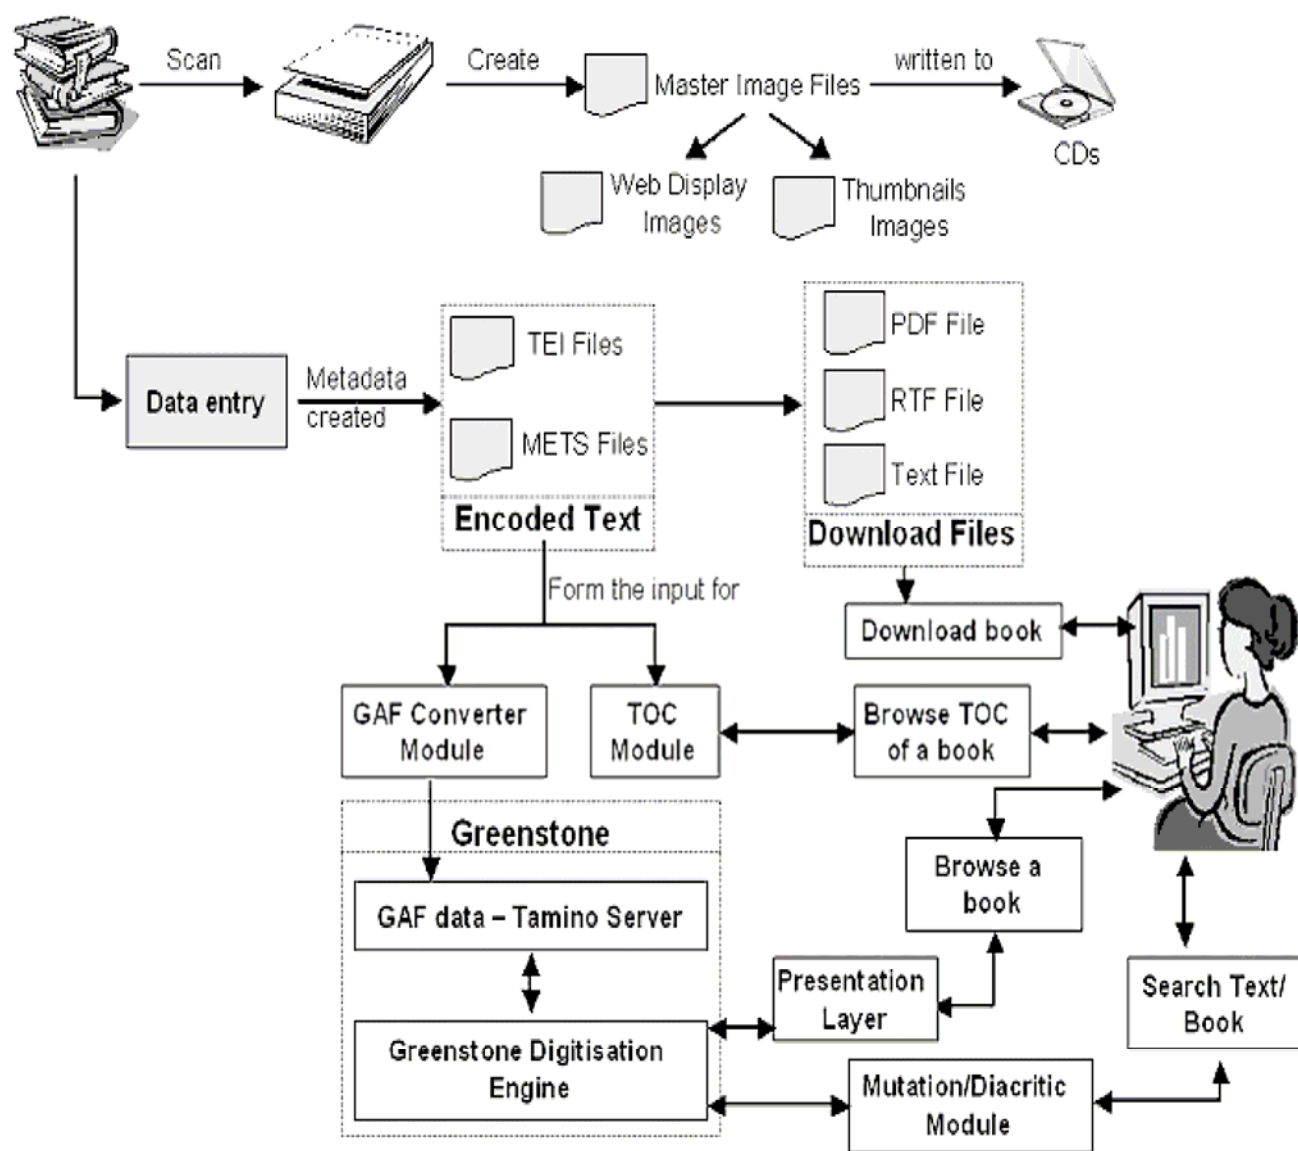 Scan
Create
Master Image Files
written to
CDs
Web Display
Images
Thumbnails
Images
TEI Files
METS Files
Encoded Text
PDF File
RTF File
Text File
Download Files
Data entry
Metadata
created
Form the input for
Download book
GAF Converter
Module
TOC
Module
Browse TOC
of a book
Greenstone
GAF data – Tamino Server
Greenstone Digitisation
Engine
Browse a
book
Presentation
Layer
Search Text/
Book
Mutation/Diacritic
Module